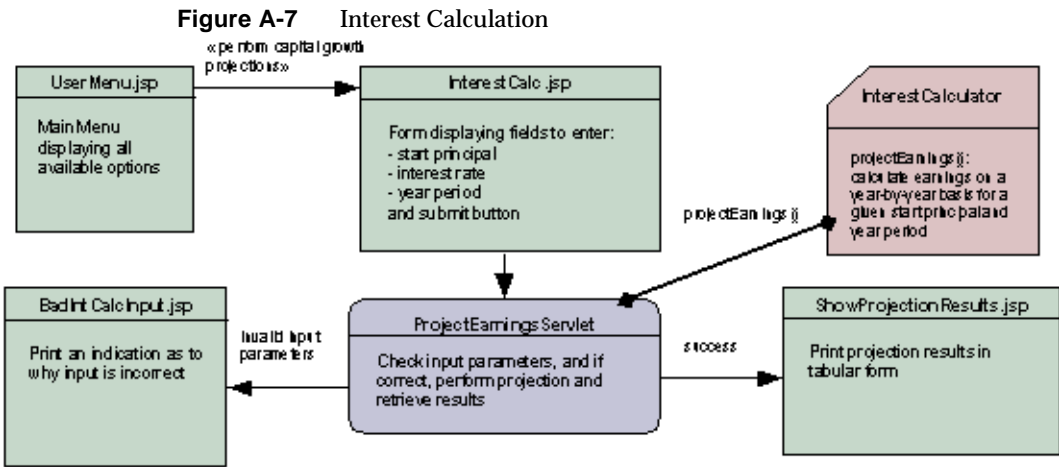 Figure A-7 Interest Calculation
«perform capital growth
projections»
UserMenu.jsp
Main Menu
displaying all
available options
InterestCalc.jsp
Form displaying fields to enter:
- start principal
- interest rate
- year period
and submit button
InterestCalculator
projectEarnings():
calculate earnings on a
year-by-year basis for a
given start principal and
year period
projectEarnings()
BadIntCalcInput.jsp
Print an indication as to
why input is incorrect
Invalid input
parameters
ProjectEarningsServlet
Check input parameters, and if
correct, perform projection and
retrieve results
success
ShowProjectionResults.jsp
Print projection results in
tabular form